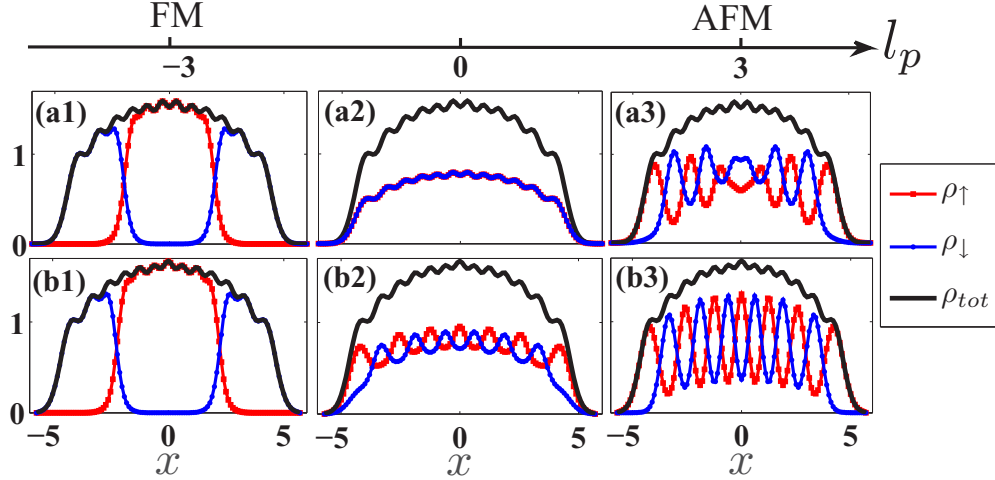 FM AFM
−3 0 3 l_p
(a1) (a2) (a3)
1
0
ρ↑
ρ↓
ρ_tot
(b1) (b2) (b3)
1
0
−5 0 5 −5 0 5 −5 0 5
x x x